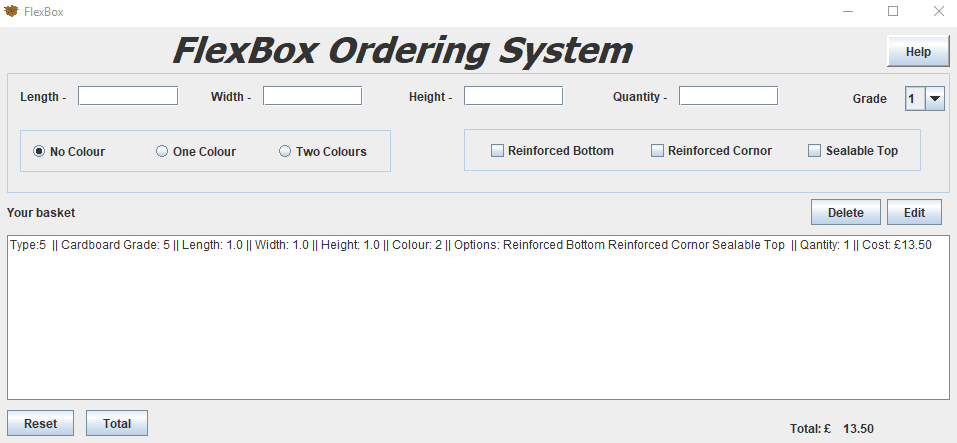 FlexBox
FlexBox Ordering System
Help
Length - Width - Height - Quantity - Grade 1
No Colour One Colour Two Colours Reinforced Bottom Reinforced Cornor Sealable Top
Your basket Delete Edit
Type:5 || Cardboard Grade: 5 || Length: 1.0 || Width: 1.0 || Height: 1.0 || Colour: 2 || Options: Reinforced Bottom Reinforced Cornor Sealable Top || Qantity: 1 || Cost: £13.50
Reset Total Total: £ 13.50